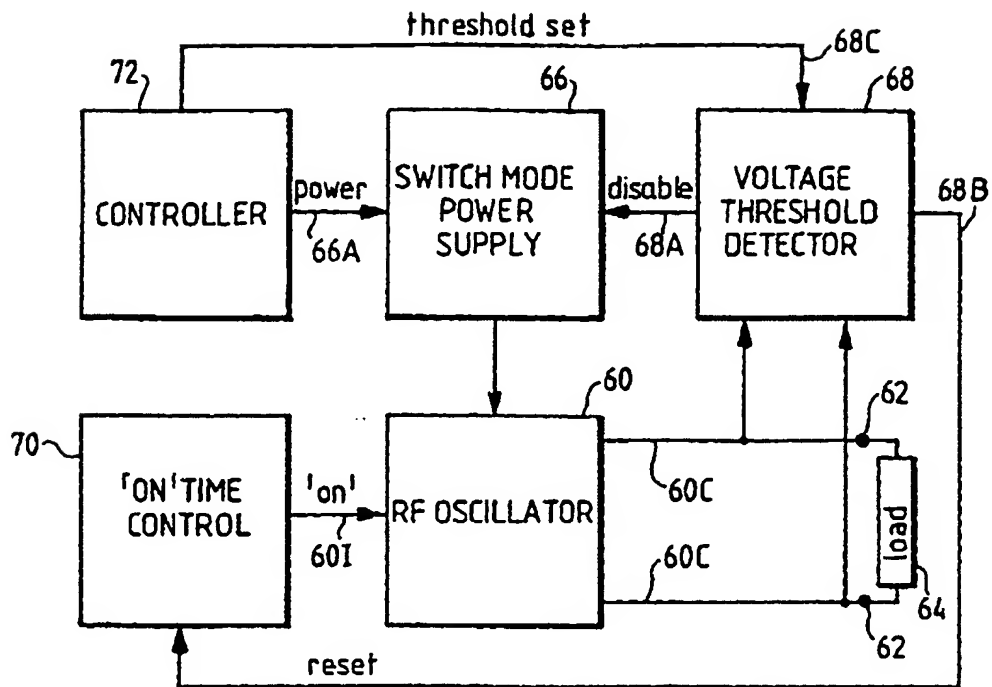 threshold set
68C
72
66
68
CONTROLLER
power
66A
SWITCH MODE
POWER
SUPPLY
disable
68A
VOLTAGE
THRESHOLD
DETECTOR
68B
70
'ON' TIME
CONTROL
'on'
60I
60
RF OSCILLATOR
60C
60C
62
load
64
62
reset